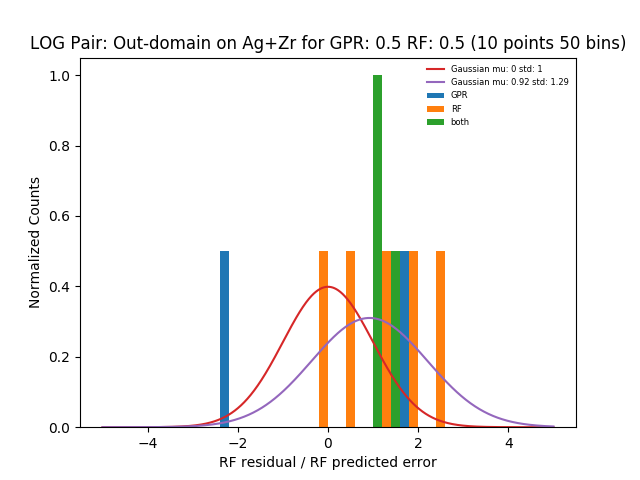 LOG Pair: Out-domain on Ag+Zr for GPR: 0.5 RF: 0.5 (10 points 50 bins)
Gaussian mu: 0 std: 1
Gaussian mu: 0.92 std: 1.29
GPR
RF
both
1.0
0.8
0.6
0.4
0.2
0.0
Normalized Counts
−4
−2
0
2
4
RF residual / RF predicted error